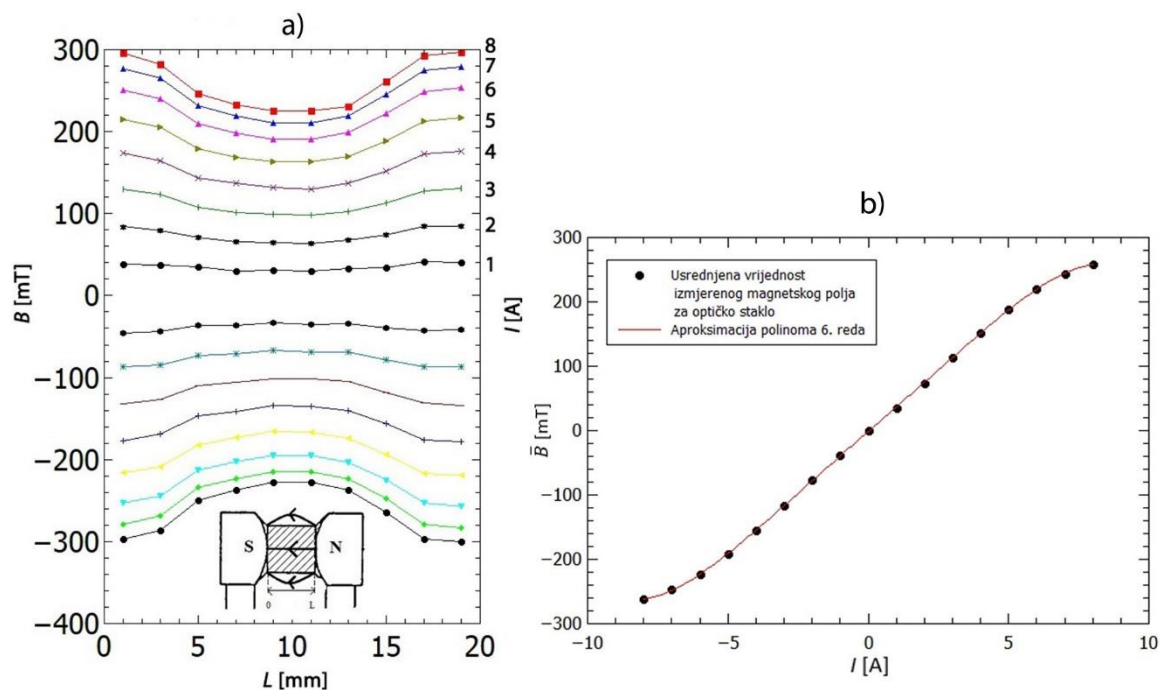 a)
300
200
100
0
−100
−200
−300
−400
B [mT]
0
5
10
15
20
L [mm]
8
7
6
5
4
3
2
1
I [A]
S
N
0
L
b)
300
200
100
0
−100
−200
−300
B̄ [mT]
−10
−5
0
5
10
I [A]
Usrednjena vrijednost
izmjerenog magnetskog polja
za optičko staklo
Aproksimacija polinoma 6. reda